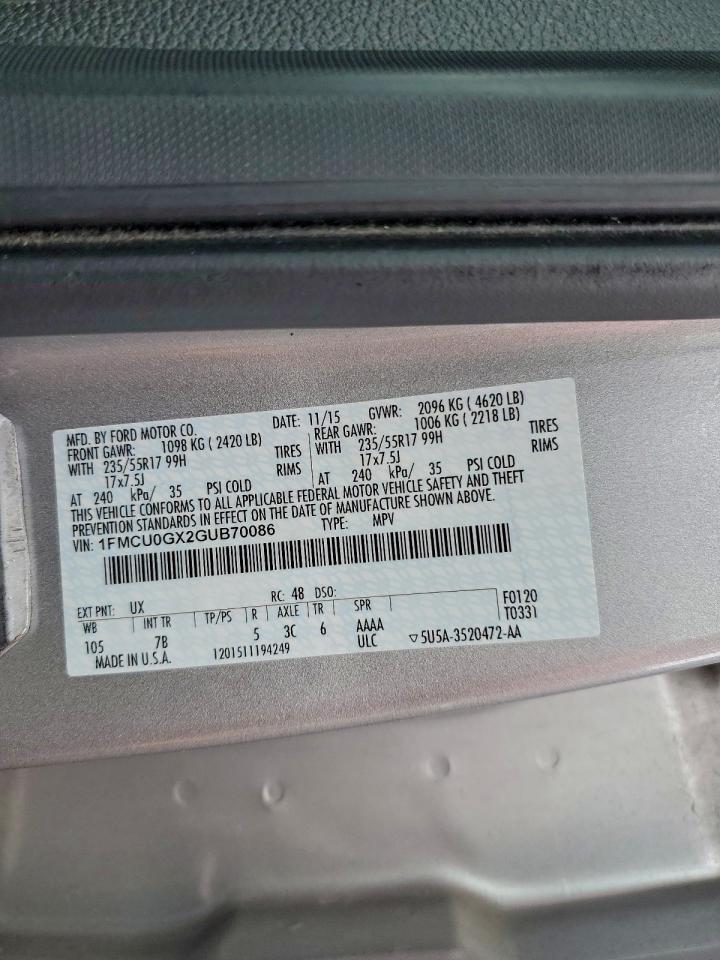 MFD. BY FORD MOTOR CO.
DATE: 11/15 GVWR: 2096 KG ( 4620 LB)
FRONT GAWR: 1098 KG ( 2420 LB) REAR GAWR: 1006 KG ( 2218 LB)
WITH 235/55R17 99H TIRES WITH 235/55R17 99H TIRES
17x7.5J RIMS 17x7.5J RIMS
AT 240 kPa/ 35 PSI COLD AT 240 kPa/ 35 PSI COLD
THIS VEHICLE CONFORMS TO ALL APPLICABLE FEDERAL MOTOR VEHICLE SAFETY AND THEFT
PREVENTION STANDARDS IN EFFECT ON THE DATE OF MANUFACTURE SHOWN ABOVE.
VIN: 1FMCU0GX2GUB70086 TYPE: MPV
EXT PNT: UX RC: 48 DSO:
WB INT TR TP/PS R AXLE TR SPR F0120
105 7B 5 3C 6 AAAA T0331
MADE IN U.S.A. 1201511194249 ULC ▽5U5A-3520472-AA